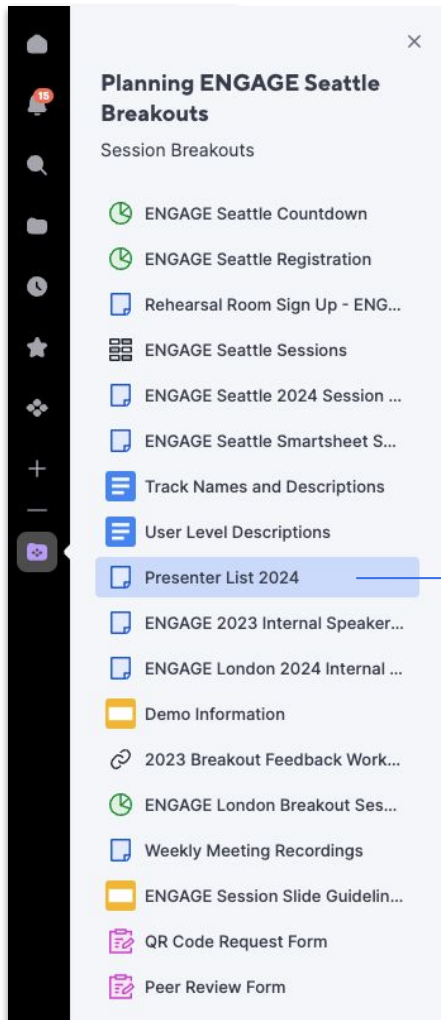 15
Planning ENGAGE Seattle
Breakouts
Session Breakouts
ENGAGE Seattle Countdown
ENGAGE Seattle Registration
Rehearsal Room Sign Up - ENG...
ENGAGE Seattle Sessions
ENGAGE Seattle 2024 Session ...
ENGAGE Seattle Smartsheet S...
Track Names and Descriptions
User Level Descriptions
Presenter List 2024
ENGAGE 2023 Internal Speaker...
ENGAGE London 2024 Internal ...
Demo Information
2023 Breakout Feedback Work...
ENGAGE London Breakout Ses...
Weekly Meeting Recordings
ENGAGE Session Slide Guidelin...
QR Code Request Form
Peer Review Form